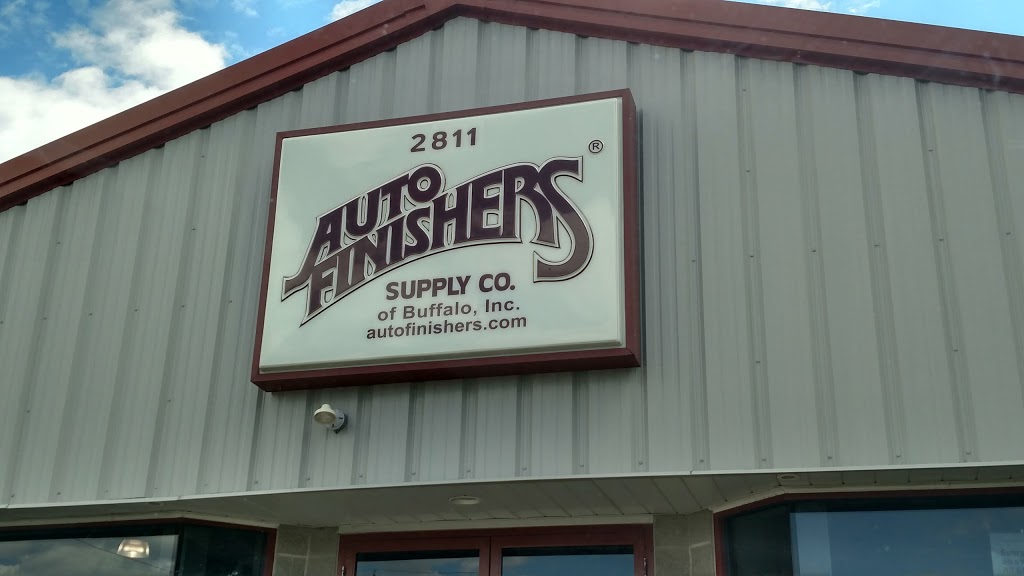 2811
®
AUTO
FINISHERS
SUPPLY CO.
of Buffalo, Inc.
autofinishers.com